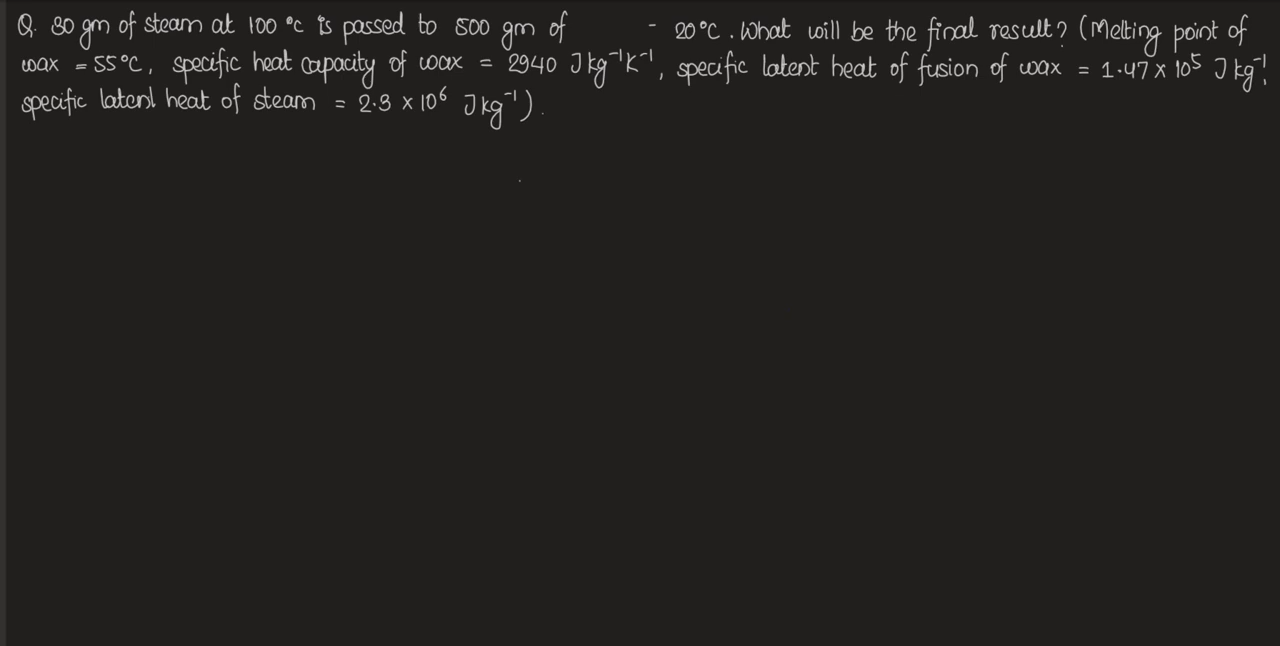 Q. 30 gm of steam at 100 °C is passed to 500 gm of - 20°C. What will be the final result? (Melting point of
wax = 55°C, specific heat capacity of wax = 2940 J kg⁻¹K⁻¹, specific latent heat of fusion of wax = 1.47 x 10⁵ J kg⁻¹,
specific latent heat of steam = 2.3 x 10⁶ J kg⁻¹).